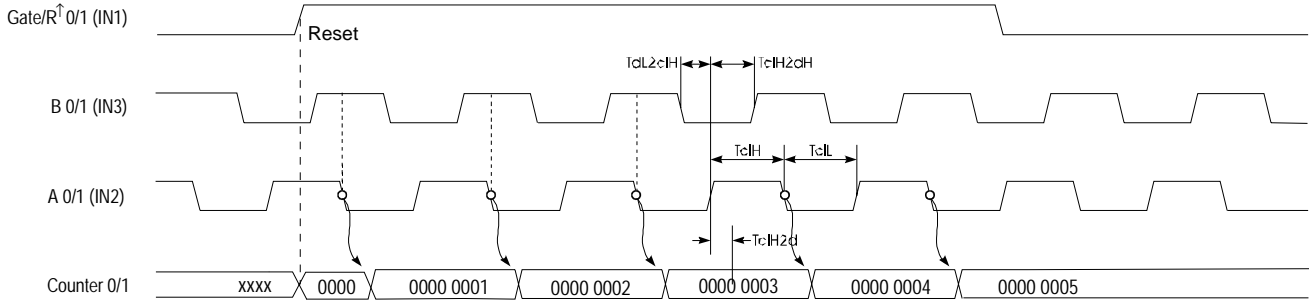 Gate/R↑ 0/1 (IN1)
Reset
TdL2clH TclH2dH
B 0/1 (IN3)
TclH TclL
A 0/1 (IN2)
TclH2d
Counter 0/1 xxxx 0000 0000 0001 0000 0002 0000 0003 0000 0004 0000 0005